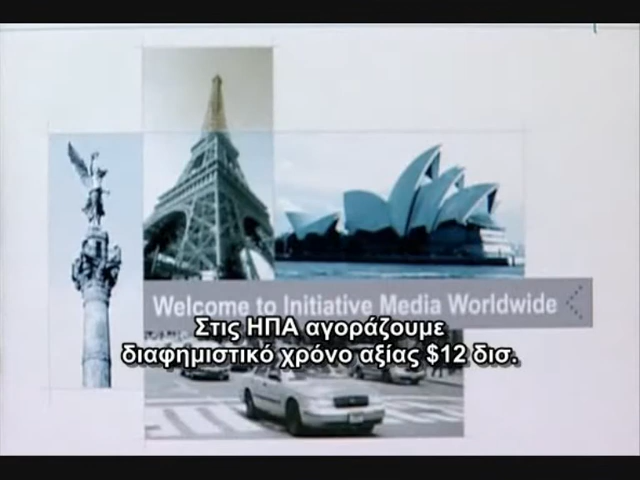 Welcome to Initiative Media Worldwide
Στις ΗΠΑ αγοράζουμε
διαφημιστικό χρόνο αξίας $12 δισ.